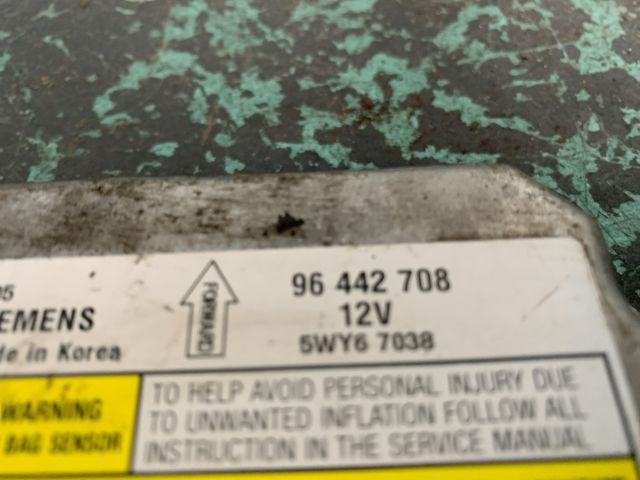 05
EMENS
de in Korea
FORWARD
96 442 708
12V
5WY6 7038
WARNING
BAG SENSOR
TO HELP AVOID PERSONAL INJURY DUE
TO UNWANTED INFLATION FOLLOW ALL
INSTRUCTION IN THE SERVICE MANUAL